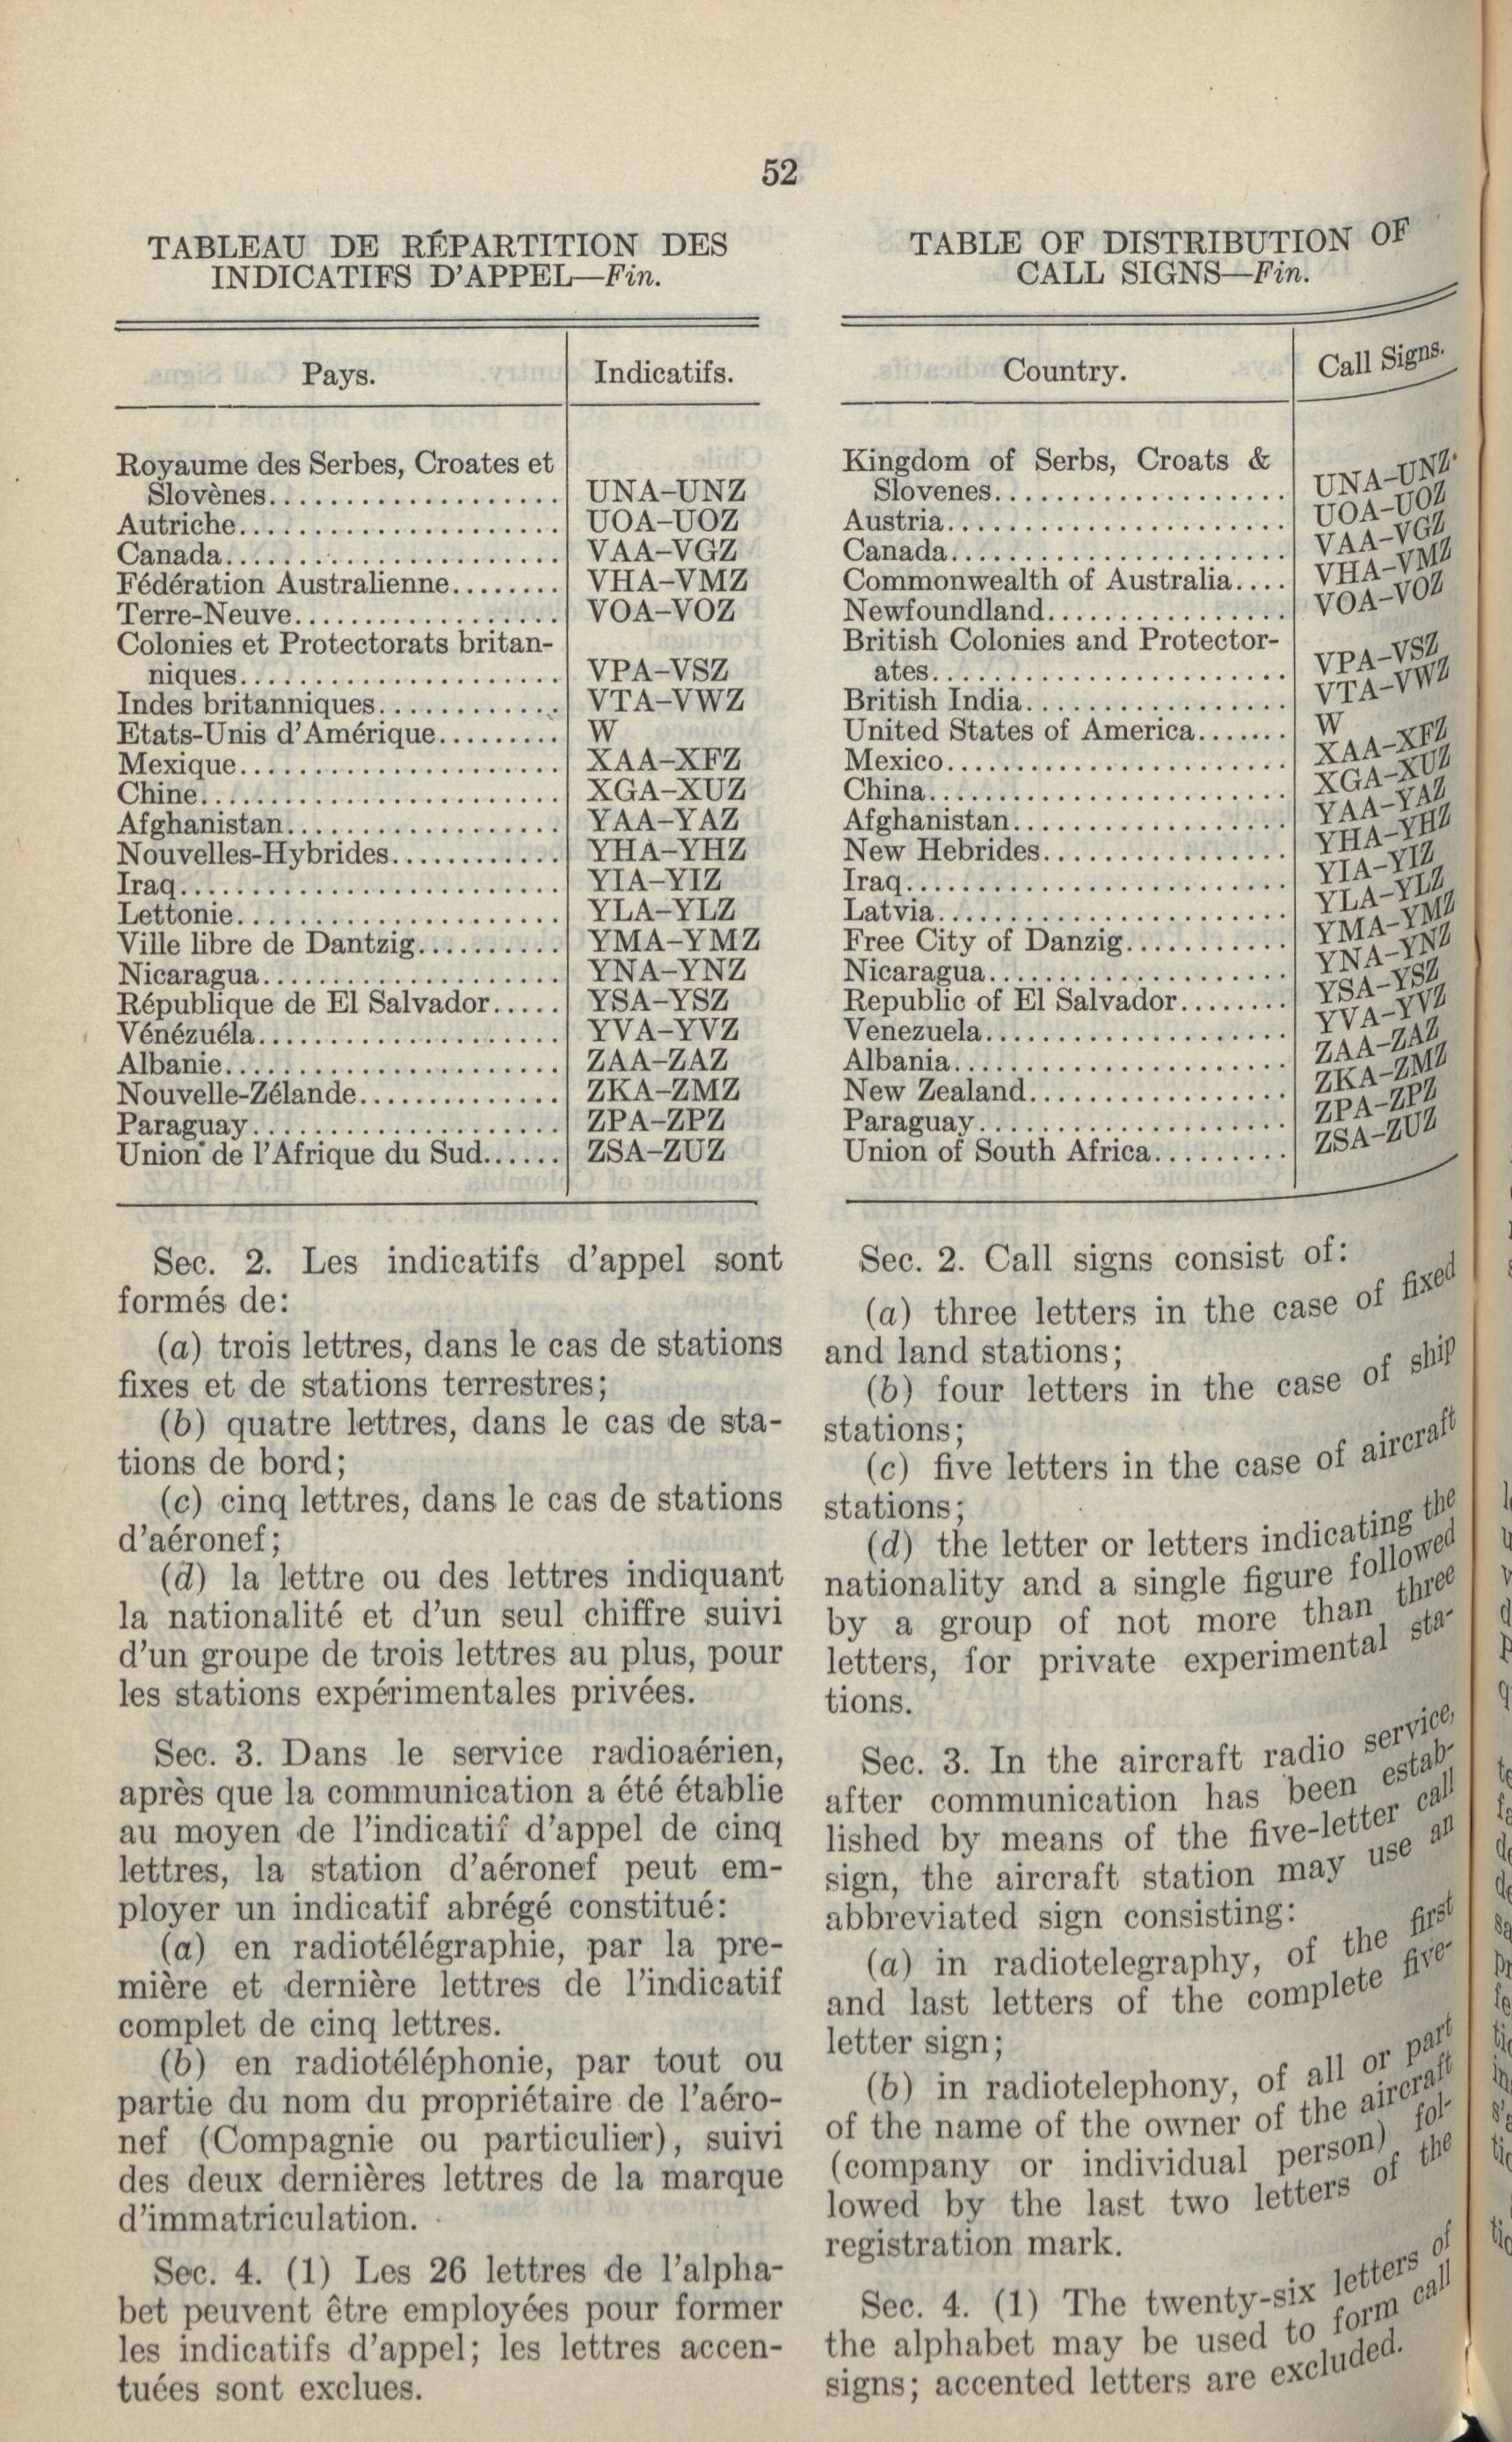 52
TABLEAU DE RÉPARTITION DES
INDICATIFS D'APPEL—Fin.
Pays. Indicatifs.
Royaume des Serbes, Croates et
Slovènes.................. UNA–UNZ
Autriche.................... UOA–UOZ
Canada..................... VAA–VGZ
Fédération Australienne........ VHA–VMZ
Terre-Neuve................. VOA–VOZ
Colonies et Protectorats britan-
niques.................... VPA–VSZ
Indes britanniques............ VTA–VWZ
Etats-Unis d'Amérique......... W
Mexique.................... XAA–XFZ
Chine....................... XGA–XUZ
Afghanistan................. YAA–YAZ
Nouvelles-Hybrides............ YHA–YHZ
Iraq........................ YIA–YIZ
Lettonie.................... YLA–YLZ
Ville libre de Dantzig.......... YMA–YMZ
Nicaragua................... YNA–YNZ
République de El Salvador..... YSA–YSZ
Vénézuéla................... YVA–YVZ
Albanie..................... ZAA–ZAZ
Nouvelle-Zélande............. ZKA–ZMZ
Paraguay................... ZPA–ZPZ
Union de l'Afrique du Sud...... ZSA–ZUZ
Sec. 2. Les indicatifs d'appel sont
formés de:
(a) trois lettres, dans le cas de stations
fixes et de stations terrestres;
(b) quatre lettres, dans le cas de sta-
tions de bord;
(c) cinq lettres, dans le cas de stations
d'aéronef;
(d) la lettre ou des lettres indiquant
la nationalité et d'un seul chiffre suivi
d'un groupe de trois lettres au plus, pour
les stations expérimentales privées.
Sec. 3. Dans le service radioaérien,
après que la communication a été établie
au moyen de l'indicatif d'appel de cinq
lettres, la station d'aéronef peut em-
ployer un indicatif abrégé constitué:
(a) en radiotélégraphie, par la pre-
mière et dernière lettres de l'indicatif
complet de cinq lettres.
(b) en radiotéléphonie, par tout ou
partie du nom du propriétaire de l'aéro-
nef (Compagnie ou particulier), suivi
des deux dernières lettres de la marque
d'immatriculation.
Sec. 4. (1) Les 26 lettres de l'alpha-
bet peuvent être employées pour former
les indicatifs d'appel; les lettres accen-
tuées sont exclues.
TABLE OF DISTRIBUTION OF
CALL SIGNS—Fin.
Country. Call Signs.
Kingdom of Serbs, Croats &
Slovenes................... UNA–UNZ
Austria...................... UOA–UOZ
Canada...................... VAA–VGZ
Commonwealth of Australia.... VHA–VMZ
Newfoundland................ VOA–VOZ
British Colonies and Protector-
ates....................... VPA–VSZ
British India................. VTA–VWZ
United States of America....... W
Mexico...................... XAA–XFZ
China....................... XGA–XUZ
Afghanistan.................. YAA–YAZ
New Hebrides................ YHA–YHZ
Iraq......................... YIA–YIZ
Latvia....................... YLA–YLZ
Free City of Danzig........... YMA–YMZ
Nicaragua.................... YNA–YNZ
Republic of El Salvador........ YSA–YSZ
Venezuela.................... YVA–YVZ
Albania...................... ZAA–ZAZ
New Zealand................. ZKA–ZMZ
Paraguay.................... ZPA–ZPZ
Union of South Africa......... ZSA–ZUZ
Sec. 2. Call signs consist of:
(a) three letters in the case of fixed
and land stations;
(b) four letters in the case of ship
stations;
(c) five letters in the case of aircraft
stations;
(d) the letter or letters indicating the
nationality and a single figure followed
by a group of not more than three
letters, for private experimental sta-
tions.
Sec. 3. In the aircraft radio service,
after communication has been estab-
lished by means of the five-letter call
sign, the aircraft station may use an
abbreviated sign consisting:
(a) in radiotelegraphy, of the first
and last letters of the complete five-
letter sign;
(b) in radiotelephony, of all or part
of the name of the owner of the aircraft
(company or individual person) fol-
lowed by the last two letters of the
registration mark.
Sec. 4. (1) The twenty-six letters of
the alphabet may be used to form call
signs; accented letters are excluded.